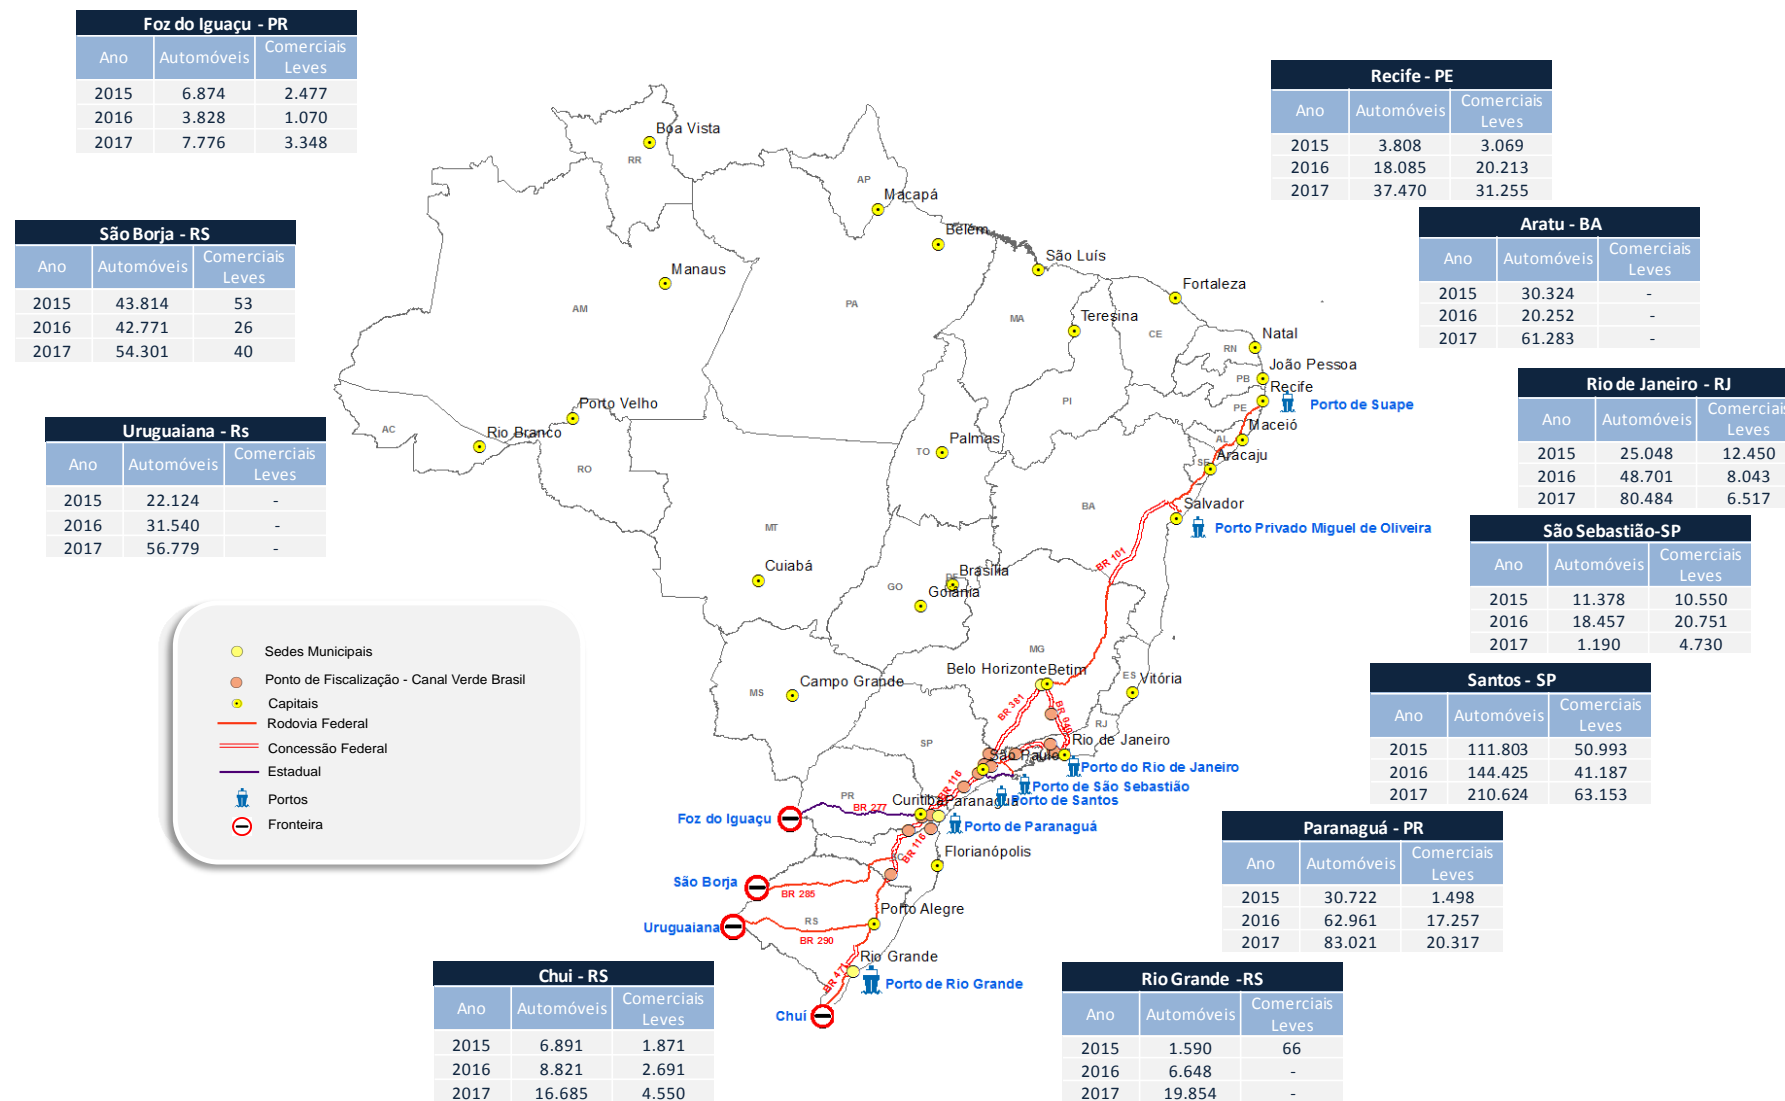 Foz do Iguaçu - PR
Ano Automóveis Comerciais Leves
2015 6.874 2.477
2016 3.828 1.070
2017 7.776 3.348
Recife - PE
Ano Automóveis Comerciais Leves
2015 3.808 3.069
2016 18.085 20.213
2017 37.470 31.255
São Borja - RS
Ano Automóveis Comerciais Leves
2015 43.814 53
2016 42.771 26
2017 54.301 40
Aratu - BA
Ano Automóveis Comerciais Leves
2015 30.324 -
2016 20.252 -
2017 61.283 -
Uruguaiana - Rs
Ano Automóveis Comerciais Leves
2015 22.124 -
2016 31.540 -
2017 56.779 -
Rio de Janeiro - RJ
Ano Automóveis Comerciais Leves
2015 25.048 12.450
2016 48.701 8.043
2017 80.484 6.517
São Sebastião-SP
Ano Automóveis Comerciais Leves
2015 11.378 10.550
2016 18.457 20.751
2017 1.190 4.730
Santos - SP
Ano Automóveis Comerciais Leves
2015 111.803 50.993
2016 144.425 41.187
2017 210.624 63.153
Paranaguá - PR
Ano Automóveis Comerciais Leves
2015 30.722 1.498
2016 62.961 17.257
2017 83.021 20.317
Chui - RS
Ano Automóveis Comerciais Leves
2015 6.891 1.871
2016 8.821 2.691
2017 16.685 4.550
Rio Grande -RS
Ano Automóveis Comerciais Leves
2015 1.590 66
2016 6.648 -
2017 19.854 -
Boa Vista
RR
AP
Macapá
Belém
São Luís
Manaus
Fortaleza
AM
PA
MA
Teresina
CE
Natal
RN
João Pessoa
PB
Recife
Porto de Suape
PI
PE
Porto Velho
Maceió
AC
Rio Branco
Palmas
AL
TO
SE
Aracaju
RO
BA
Salvador
MT
Porto Privado Miguel de Oliveira
BR 101
Cuiabá
Brasília
DF
GO
Goiânia
MG
Belo Horizonte
Betim
ES
Vitória
MS
Campo Grande
BR 381
BR 040
RJ
SP
Rio de Janeiro
São Paulo
Porto do Rio de Janeiro
Porto de São Sebastião
BR 116
PR
BR 277
Curitiba
Paranaguá
Porto de Santos
Foz do Iguaçu
Porto de Paranaguá
BR 116
Florianópolis
São Borja
BR 285
RS
Porto Alegre
Uruguaiana
BR 290
Rio Grande
BR 471
Porto de Rio Grande
Chuí
Sedes Municipais
Ponto de Fiscalização - Canal Verde Brasil
Capitais
Rodovia Federal
Concessão Federal
Estadual
Portos
Fronteira